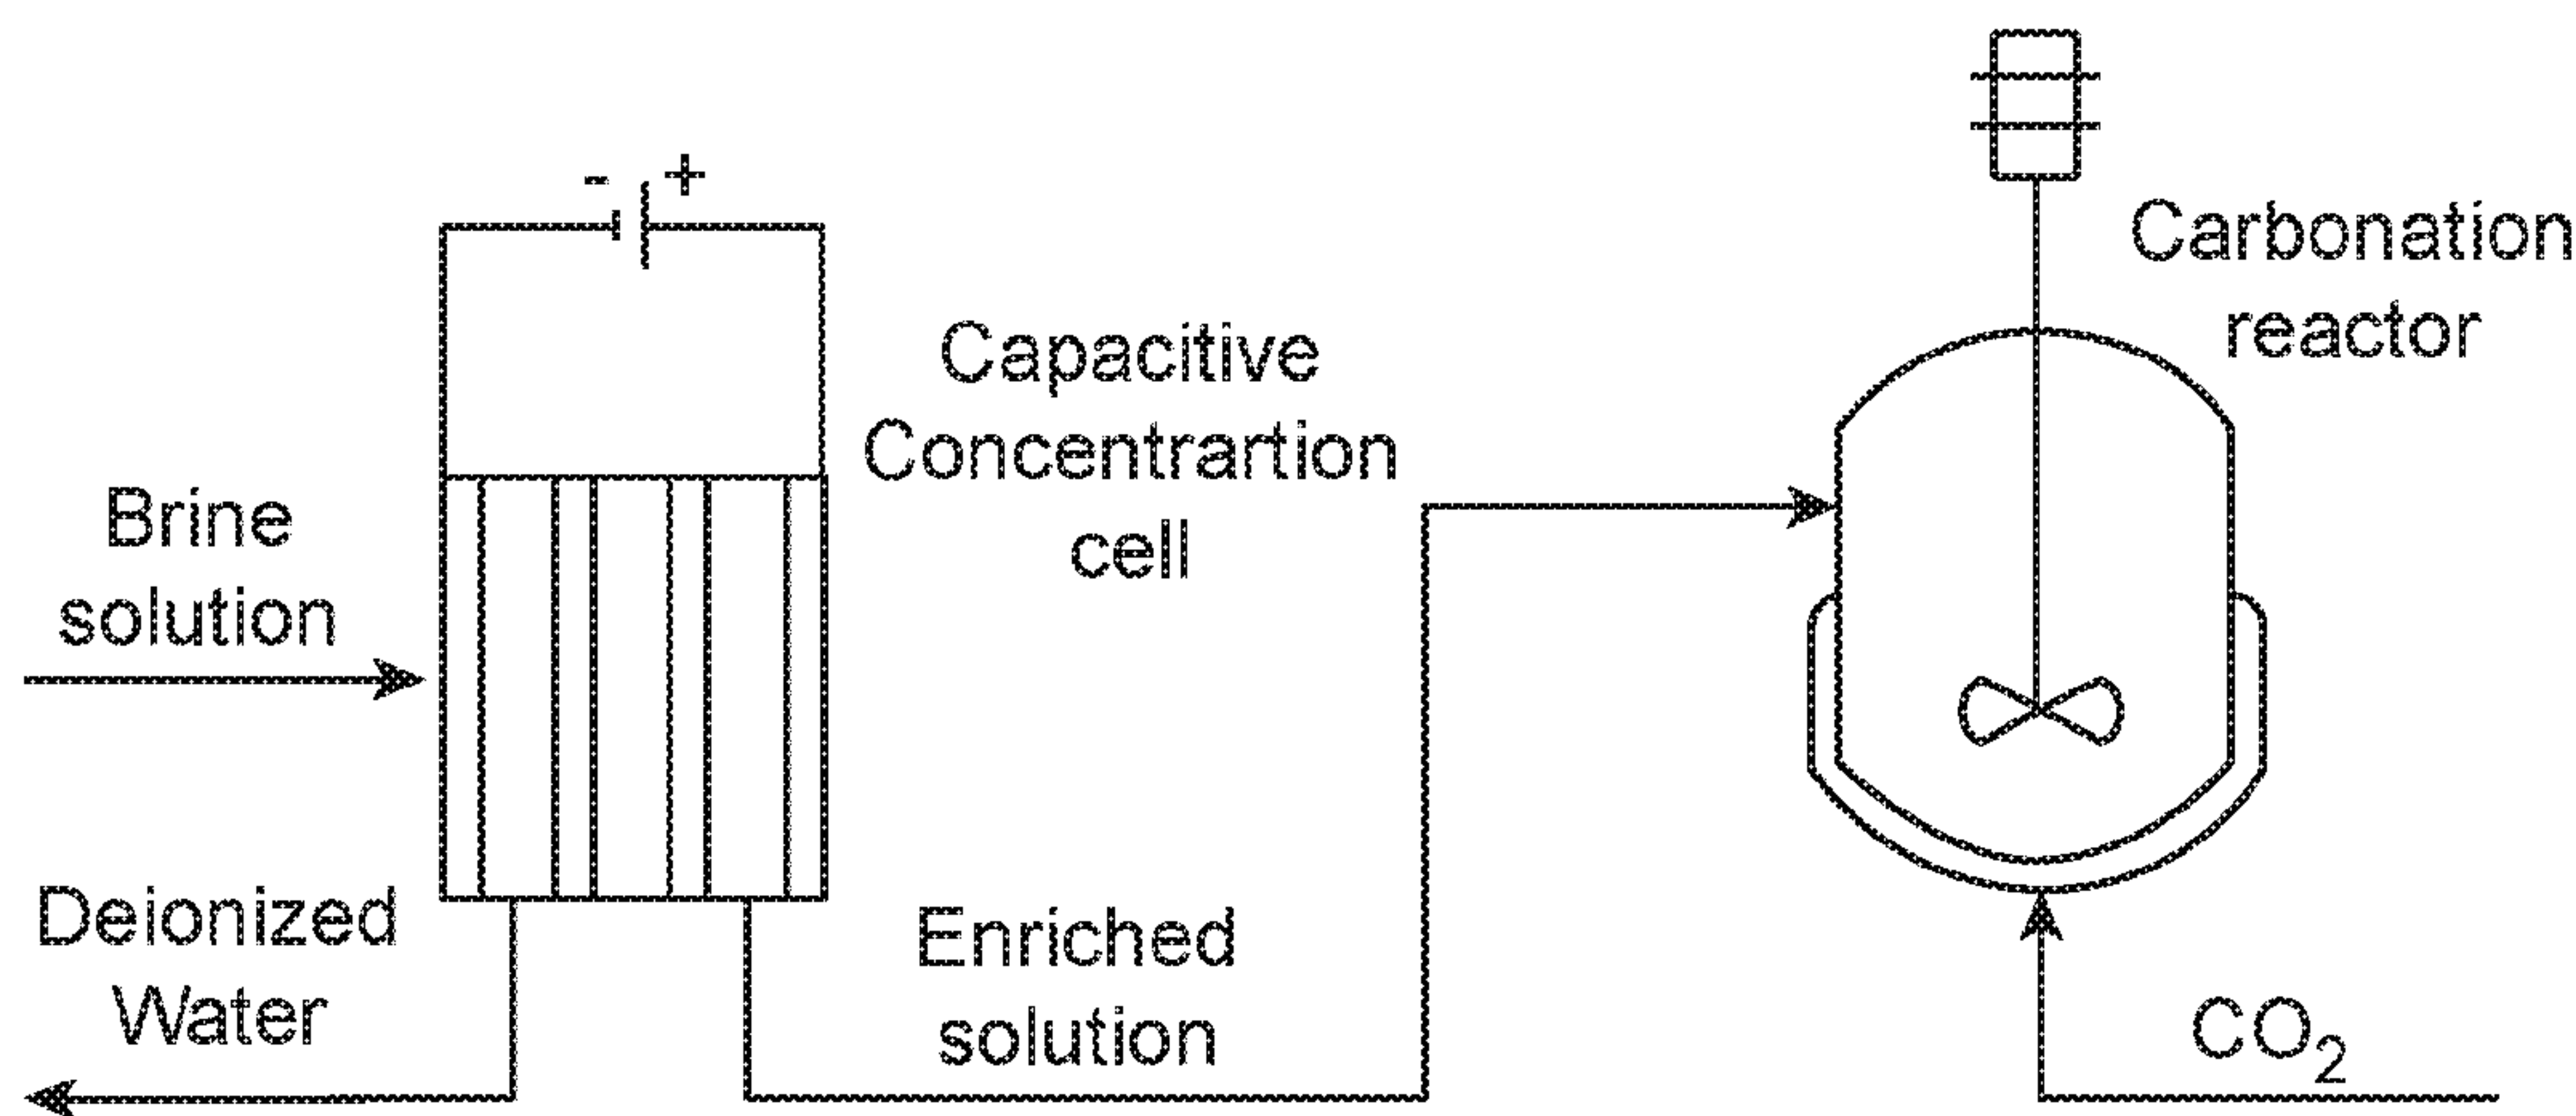 - +
Carbonation
reactor
Capacitive
Concentrartion
cell
Brine
solution
Deionized
Water
Enriched
solution
CO₂